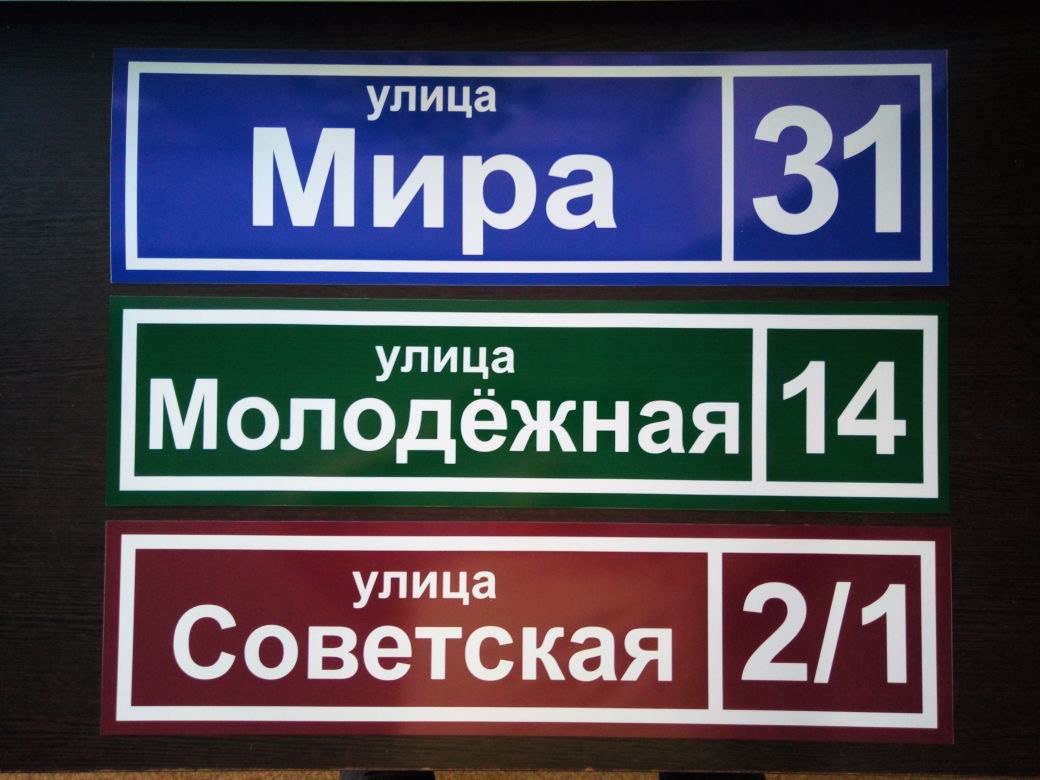 улица
Мира
31
улица
Молодёжная
14
улица
Советская
2/1